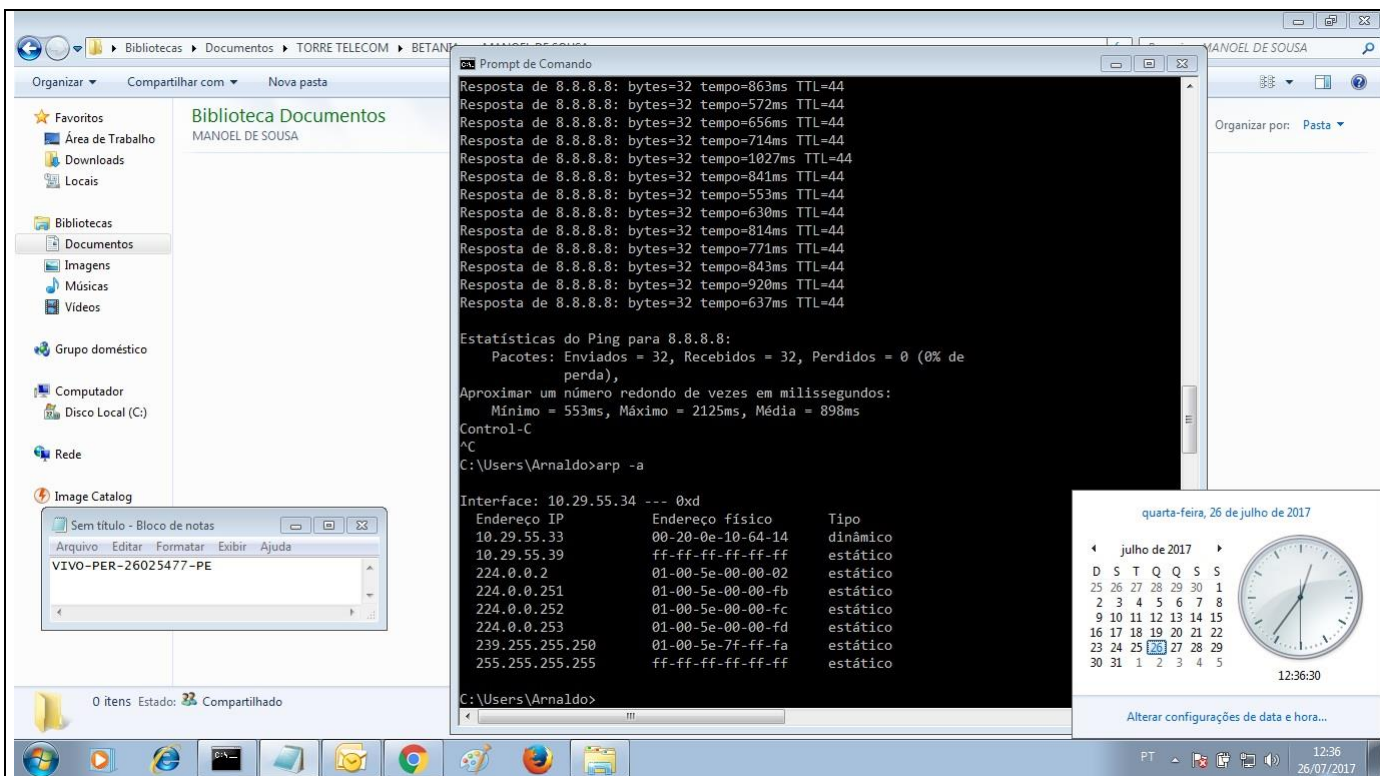 Bibliotecas ▸ Documentos ▸ TORRE TELECOM ▸
MANOEL DE SOUSA
Organizar
Compartilhar com
Nova pasta
Favoritos
Área de Trabalho
Downloads
Locais
Bibliotecas
Documentos
Imagens
Músicas
Vídeos
Grupo doméstico
Computador
Disco Local (C:)
Rede
Image Catalog
Biblioteca Documentos
MANOEL DE SOUSA
Organizar por: Pasta
0 itens Estado: Compartilhado
Sem título - Bloco de notas
Arquivo Editar Formatar Exibir Ajuda
VIVO-PER-26025477-PE
Prompt de Comando
Resposta de 8.8.8.8: bytes=32 tempo=863ms TTL=44
Resposta de 8.8.8.8: bytes=32 tempo=572ms TTL=44
Resposta de 8.8.8.8: bytes=32 tempo=656ms TTL=44
Resposta de 8.8.8.8: bytes=32 tempo=714ms TTL=44
Resposta de 8.8.8.8: bytes=32 tempo=1027ms TTL=44
Resposta de 8.8.8.8: bytes=32 tempo=841ms TTL=44
Resposta de 8.8.8.8: bytes=32 tempo=553ms TTL=44
Resposta de 8.8.8.8: bytes=32 tempo=630ms TTL=44
Resposta de 8.8.8.8: bytes=32 tempo=814ms TTL=44
Resposta de 8.8.8.8: bytes=32 tempo=771ms TTL=44
Resposta de 8.8.8.8: bytes=32 tempo=843ms TTL=44
Resposta de 8.8.8.8: bytes=32 tempo=920ms TTL=44
Resposta de 8.8.8.8: bytes=32 tempo=637ms TTL=44
Estatísticas do Ping para 8.8.8.8:
Pacotes: Enviados = 32, Recebidos = 32, Perdidos = 0 (0% de
perda),
Aproximar um número redondo de vezes em milissegundos:
Mínimo = 553ms, Máximo = 2125ms, Média = 898ms
Control-C
^C
C:\Users\Arnaldo>arp -a
Interface: 10.29.55.34 --- 0xd
Endereço IP Endereço físico Tipo
10.29.55.33 00-20-0e-10-64-14 dinâmico
10.29.55.39 ff-ff-ff-ff-ff-ff estático
224.0.0.2 01-00-5e-00-00-02 estático
224.0.0.251 01-00-5e-00-00-fb estático
224.0.0.252 01-00-5e-00-00-fc estático
224.0.0.253 01-00-5e-00-00-fd estático
239.255.255.250 01-00-5e-7f-ff-fa estático
255.255.255.255 ff-ff-ff-ff-ff-ff estático
C:\Users\Arnaldo>
quarta-feira, 26 de julho de 2017
julho de 2017
D S T Q Q S S
25 26 27 28 29 30 1
2 3 4 5 6 7 8
9 10 11 12 13 14 15
16 17 18 19 20 21 22
23 24 25 26 27 28 29
30 31 1 2 3 4 5
12:36:30
Alterar configurações de data e hora...
PT
12:36
26/07/2017